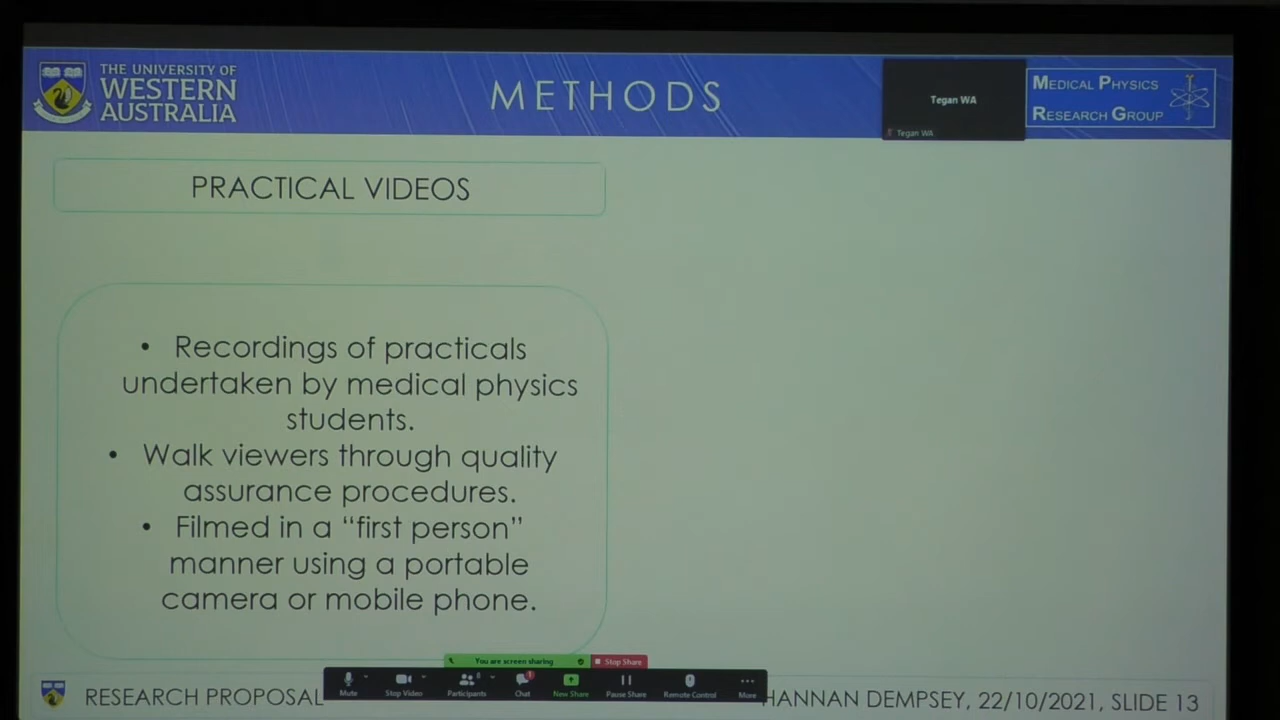 THE UNIVERSITY OF
WESTERN
AUSTRALIA
METHODS
Tegan WA
Tegan WA
MEDICAL PHYSICS
RESEARCH GROUP
PRACTICAL VIDEOS
• Recordings of practicals
undertaken by medical physics
students.
• Walk viewers through quality
assurance procedures.
• Filmed in a “first person”
manner using a portable
camera or mobile phone.
You are screen sharing
Stop Share
Mute
Stop Video
Participants
8
Chat
1
New Share
Pause Share
Remote Control
More
RESEARCH PROPOSAL
HANNAN DEMPSEY, 22/10/2021, SLIDE 13